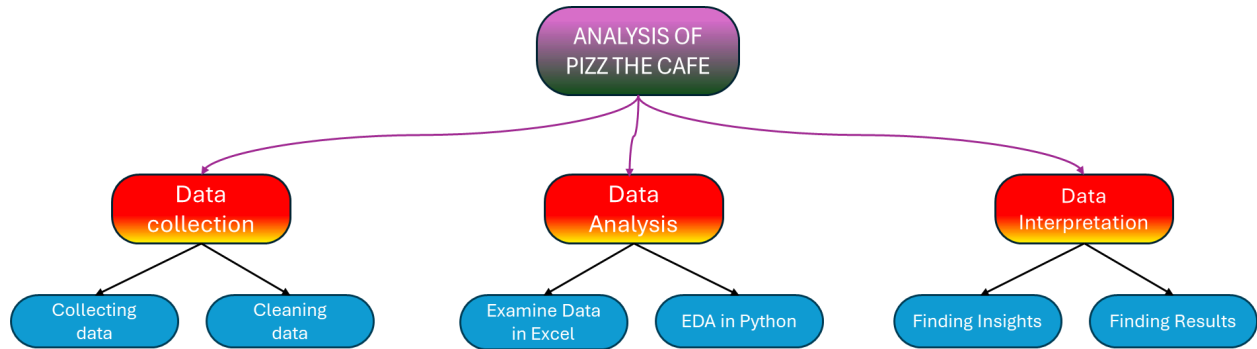 ANALYSIS OF
PIZZ THE CAFE
Data
collection
Data
Analysis
Data
Interpretation
Collecting
data
Cleaning
data
Examine Data
in Excel
EDA in Python
Finding Insights
Finding Results